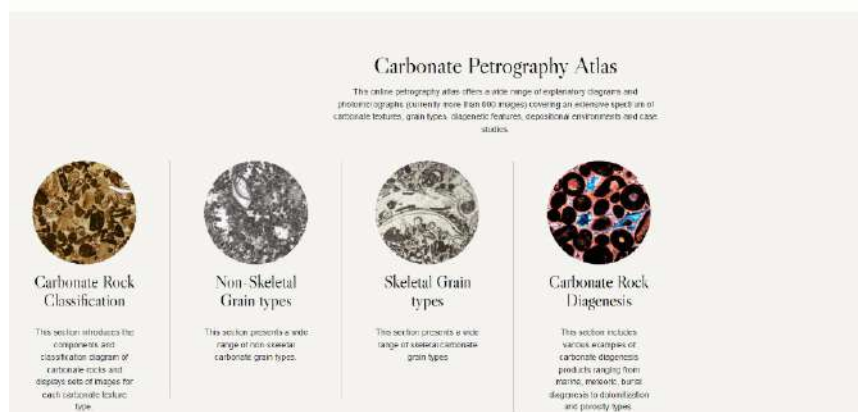 Carbonate Petrography Atlas
This online petrography atlas offers a wide range of explanatory diagrams and
photomicrographs (currently more than 600 images) covering an extensive spectrum of
carbonate textures, grain types, diagenetic features, depositional environments and case
studies.
Carbonate Rock
Classification
This section introduces the
components and
classification diagram of
carbonate rocks and
displays sets of images for
each carbonate texture
type
Non-Skeletal
Grain types
This section presents a wide
range of non-skeletal
carbonate grain types.
Skeletal Grain
types
This section presents a wide
range of skeletal carbonate
grain types
Carbonate Rock
Diagenesis
This section includes
various examples of
carbonate diagenesis
products ranging from
marine, meteoric, burial
diagenesis to dolomitization
and porosity types.